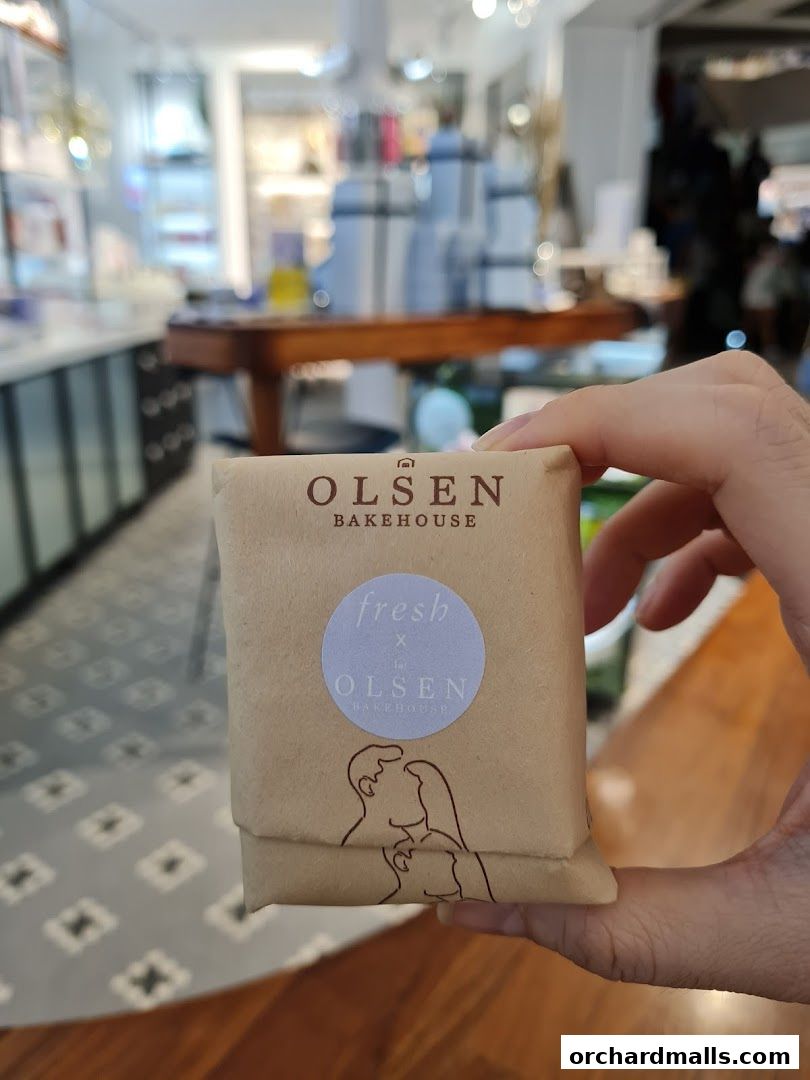 OLSEN
BAKEHOUSE
fresh
x
OLSEN
BAKEHOUSE
orchardmalls.com